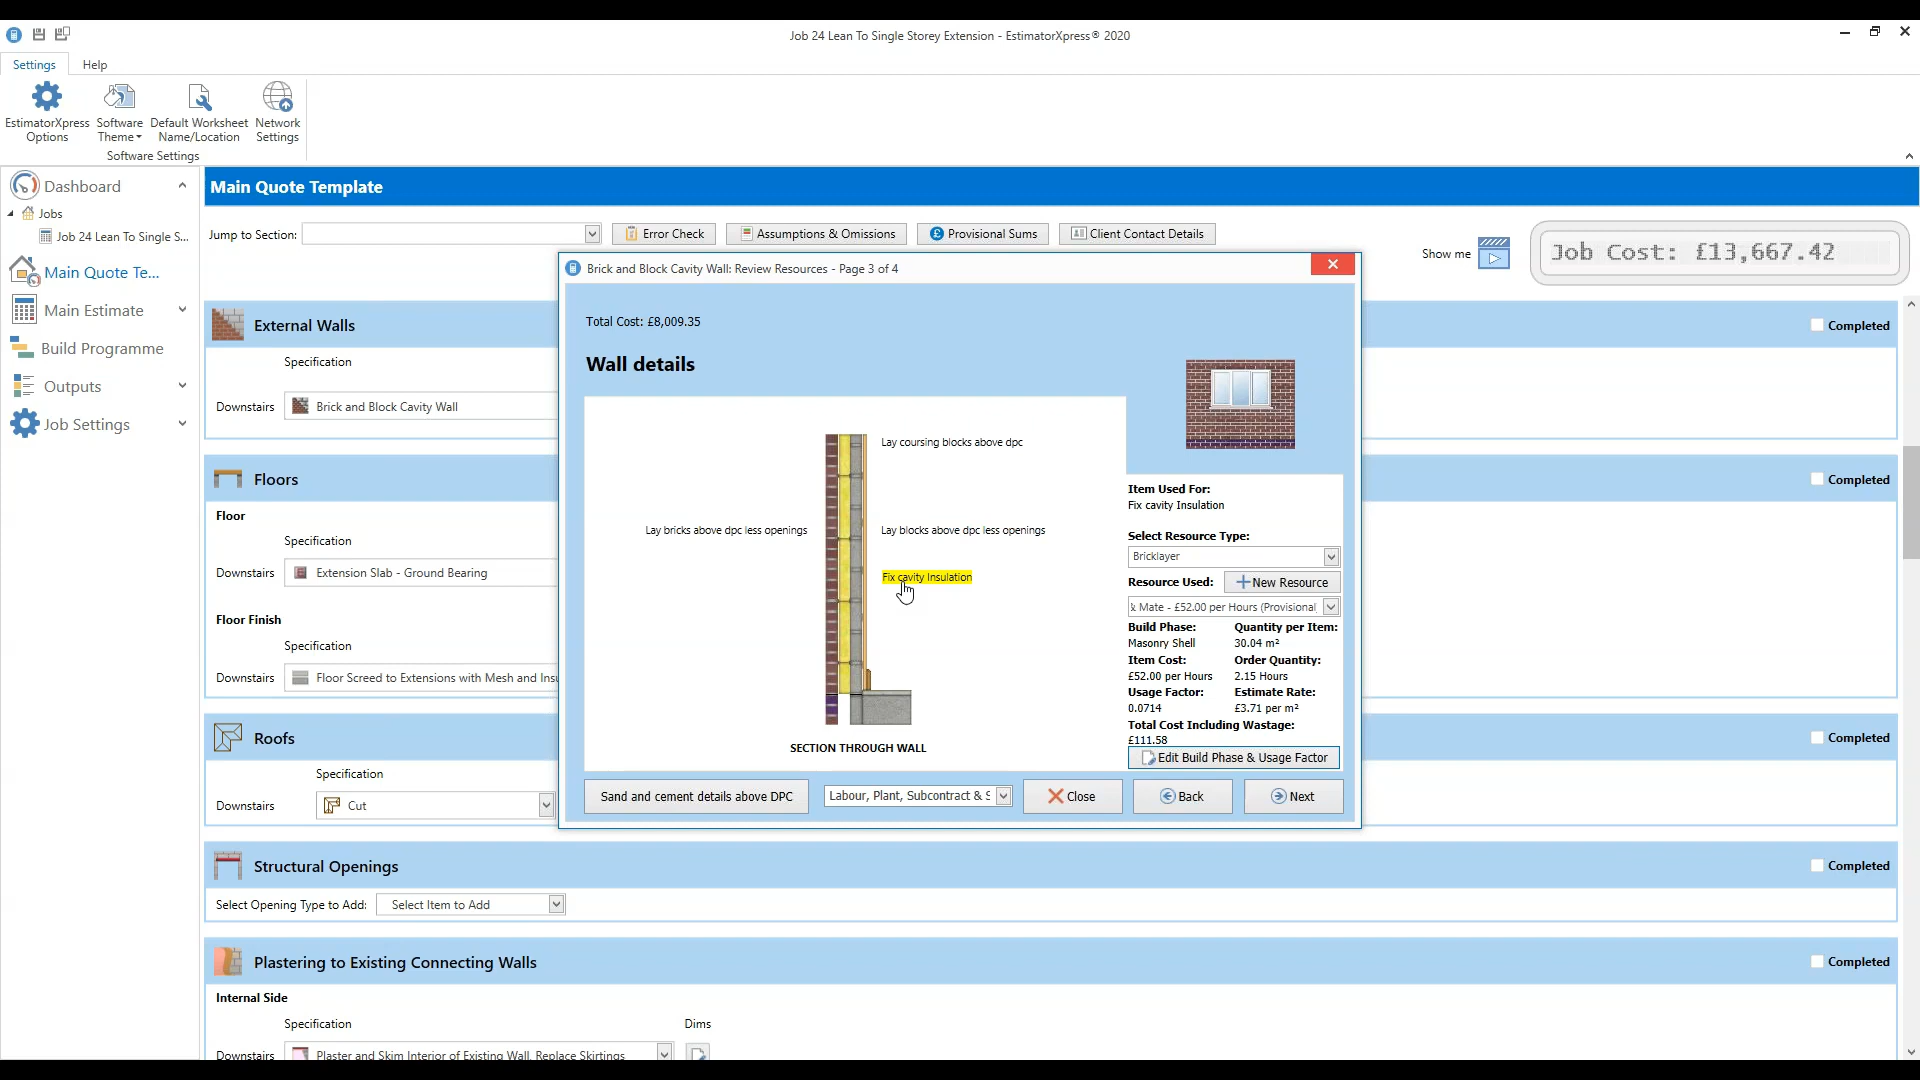 Job 24 Lean To Single Storey Extension - EstimatorXpress® 2020
Settings
Help
EstimatorXpress
Options
Software
Theme
Default Worksheet
Name/Location
Network
Settings
Software Settings
Dashboard
Jobs
Job 24 Lean To Single S...
Main Quote Te...
Main Estimate
Build Programme
Outputs
Job Settings
Main Quote Template
Jump to Section:
Error Check
Assumptions & Omissions
Provisional Sums
Client Contact Details
Show me
Job Cost: £13,667.42
External Walls
Completed
Specification
Downstairs
Brick and Block Cavity Wall
Floors
Completed
Floor
Specification
Downstairs
Extension Slab - Ground Bearing
Floor Finish
Specification
Downstairs
Floor Screed to Extensions with Mesh and Insu
Roofs
Completed
Specification
Downstairs
Cut
Structural Openings
Completed
Select Opening Type to Add:
Select Item to Add
Plastering to Existing Connecting Walls
Completed
Internal Side
Specification
Dims
Downstairs
Plaster and Skim Interior of Existing Wall, Replace Skirtings
Brick and Block Cavity Wall: Review Resources - Page 3 of 4
Total Cost: £8,009.35
Wall details
Lay coursing blocks above dpc
Lay bricks above dpc less openings
Lay blocks above dpc less openings
Fix cavity Insulation
SECTION THROUGH WALL
Item Used For:
Fix cavity Insulation
Select Resource Type:
Bricklayer
Resource Used:
New Resource
& Mate - £52.00 per Hours (Provisional
Build Phase:
Quantity per Item:
Masonry Shell
30.04 m²
Item Cost:
Order Quantity:
£52.00 per Hours
2.15 Hours
Usage Factor:
Estimate Rate:
0.0714
£3.71 per m²
Total Cost Including Wastage:
£111.58
Edit Build Phase & Usage Factor
Sand and cement details above DPC
Labour, Plant, Subcontract & S
Close
Back
Next